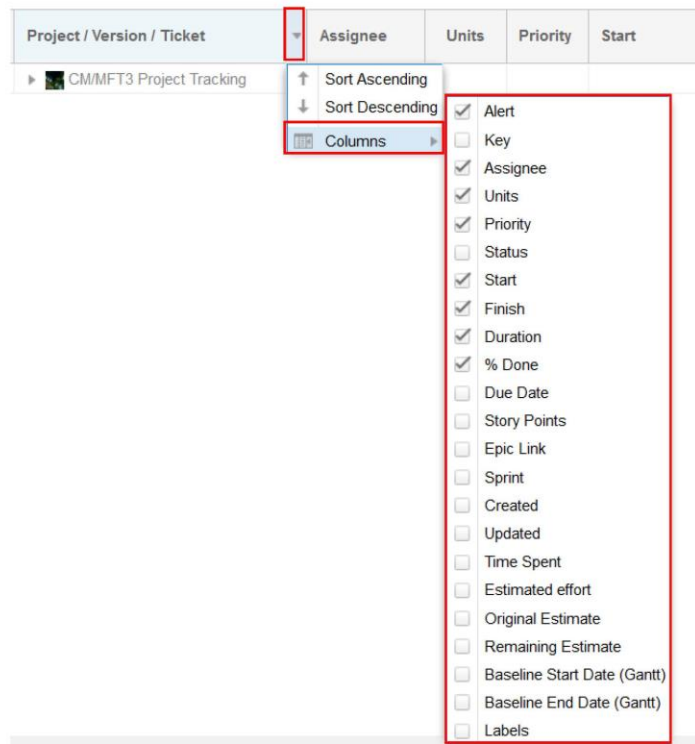 Project / Version / Ticket Assignee Units Priority Start
CM/MFT3 Project Tracking
Sort Ascending
Sort Descending
Columns
Alert
Key
Assignee
Units
Priority
Status
Start
Finish
Duration
% Done
Due Date
Story Points
Epic Link
Sprint
Created
Updated
Time Spent
Estimated effort
Original Estimate
Remaining Estimate
Baseline Start Date (Gantt)
Baseline End Date (Gantt)
Labels